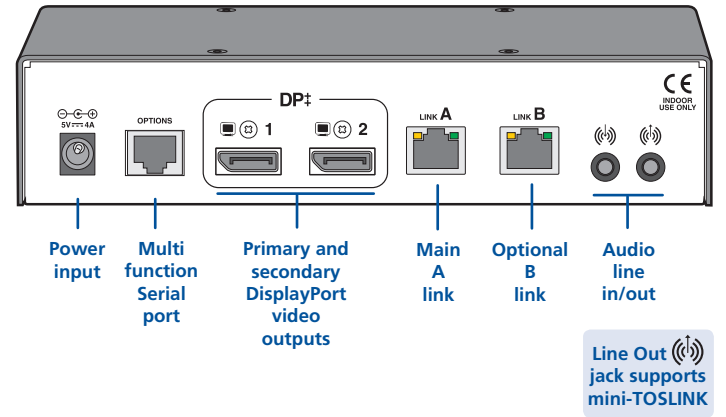 DP‡
CE
INDOOR
USE ONLY
5V 4A
OPTIONS
1
2
LINK A
LINK B
Power
input
Multi
function
Serial
port
Primary and
secondary
DisplayPort
video
outputs
Main
A
link
Optional
B
link
Audio
line
in/out
Line Out
jack supports
mini-TOSLINK